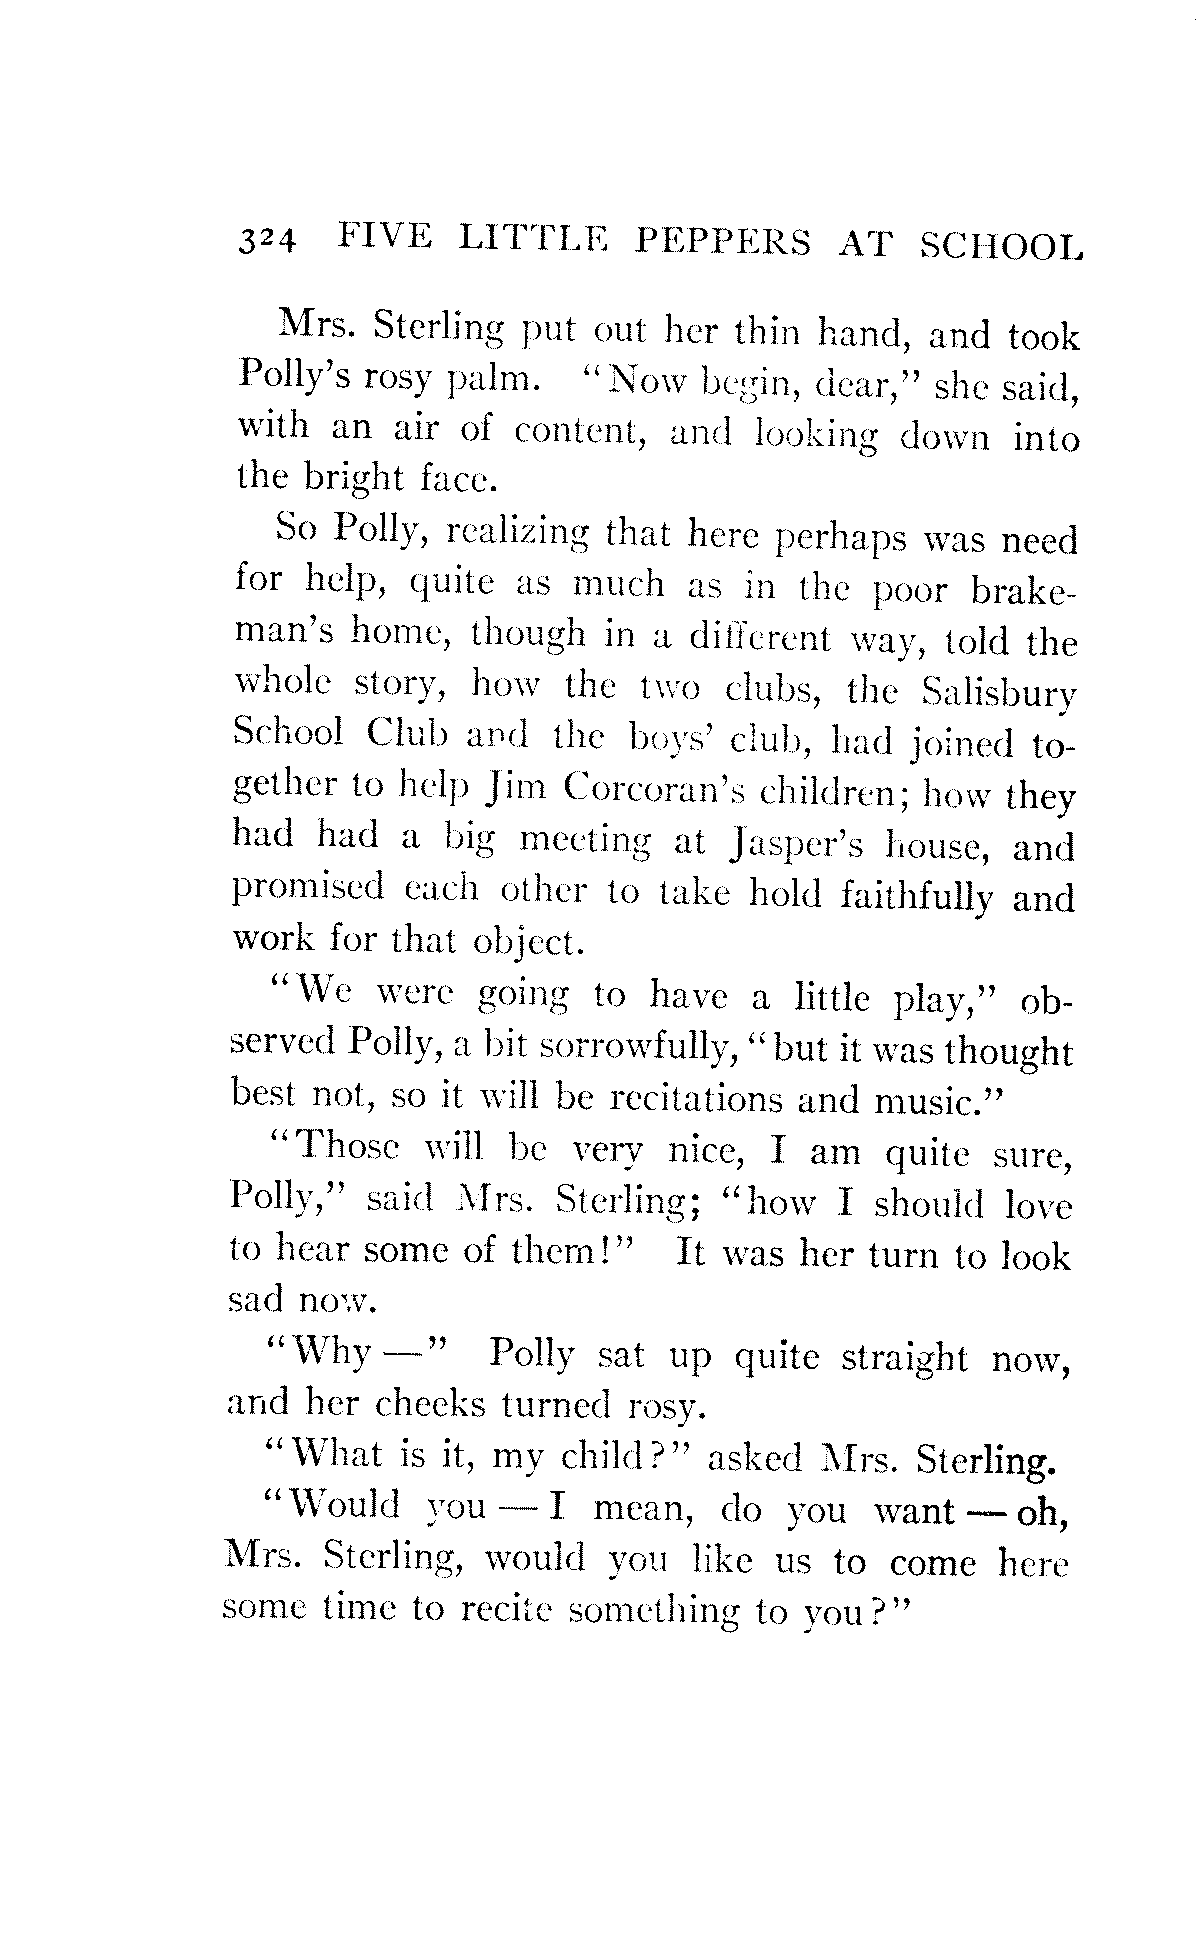 324 FIVE LITTLE PEPPERS AT SCHOOL
Mrs. Sterling put out her thin hand, and took
Polly's rosy palm. "Now begin, dear," she said,
with an air of content, and looking down into
the bright face.
So Polly, realizing that here perhaps was need
for help, quite as much as in the poor brake-
man's home, though in a different way, told the
whole story, how the two clubs, the Salisbury
School Club and the boys' club, had joined to-
gether to help Jim Corcoran's children; how they
had had a big meeting at Jasper's house, and
promised each other to take hold faithfully and
work for that object.
"We were going to have a little play," ob-
served Polly, a bit sorrowfully, "but it was thought
best not, so it will be recitations and music."
"Those will be very nice, I am quite sure,
Polly," said Mrs. Sterling; "how I should love
to hear some of them!" It was her turn to look
sad now.
"Why —" Polly sat up quite straight now,
and her cheeks turned rosy.
"What is it, my child?" asked Mrs. Sterling.
"Would you — I mean, do you want — oh,
Mrs. Sterling, would you like us to come here
some time to recite something to you?"